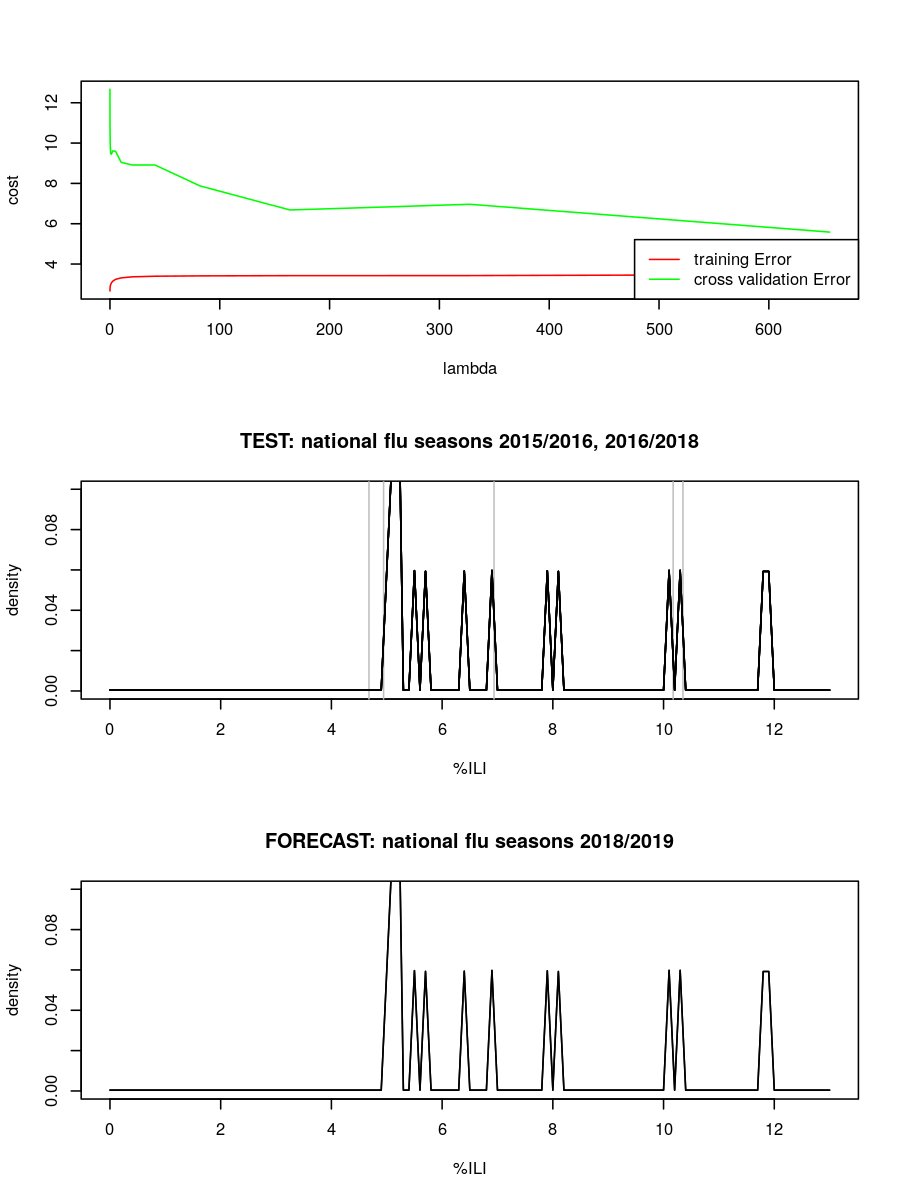 12
10
8
6
4
cost
training Error
cross validation Error
0 100 200 300 400 500 600
lambda
TEST: national flu seasons 2015/2016, 2016/2018
0.08
0.04
0.00
density
0 2 4 6 8 10 12
%ILI
FORECAST: national flu seasons 2018/2019
0.08
0.04
0.00
density
0 2 4 6 8 10 12
%ILI